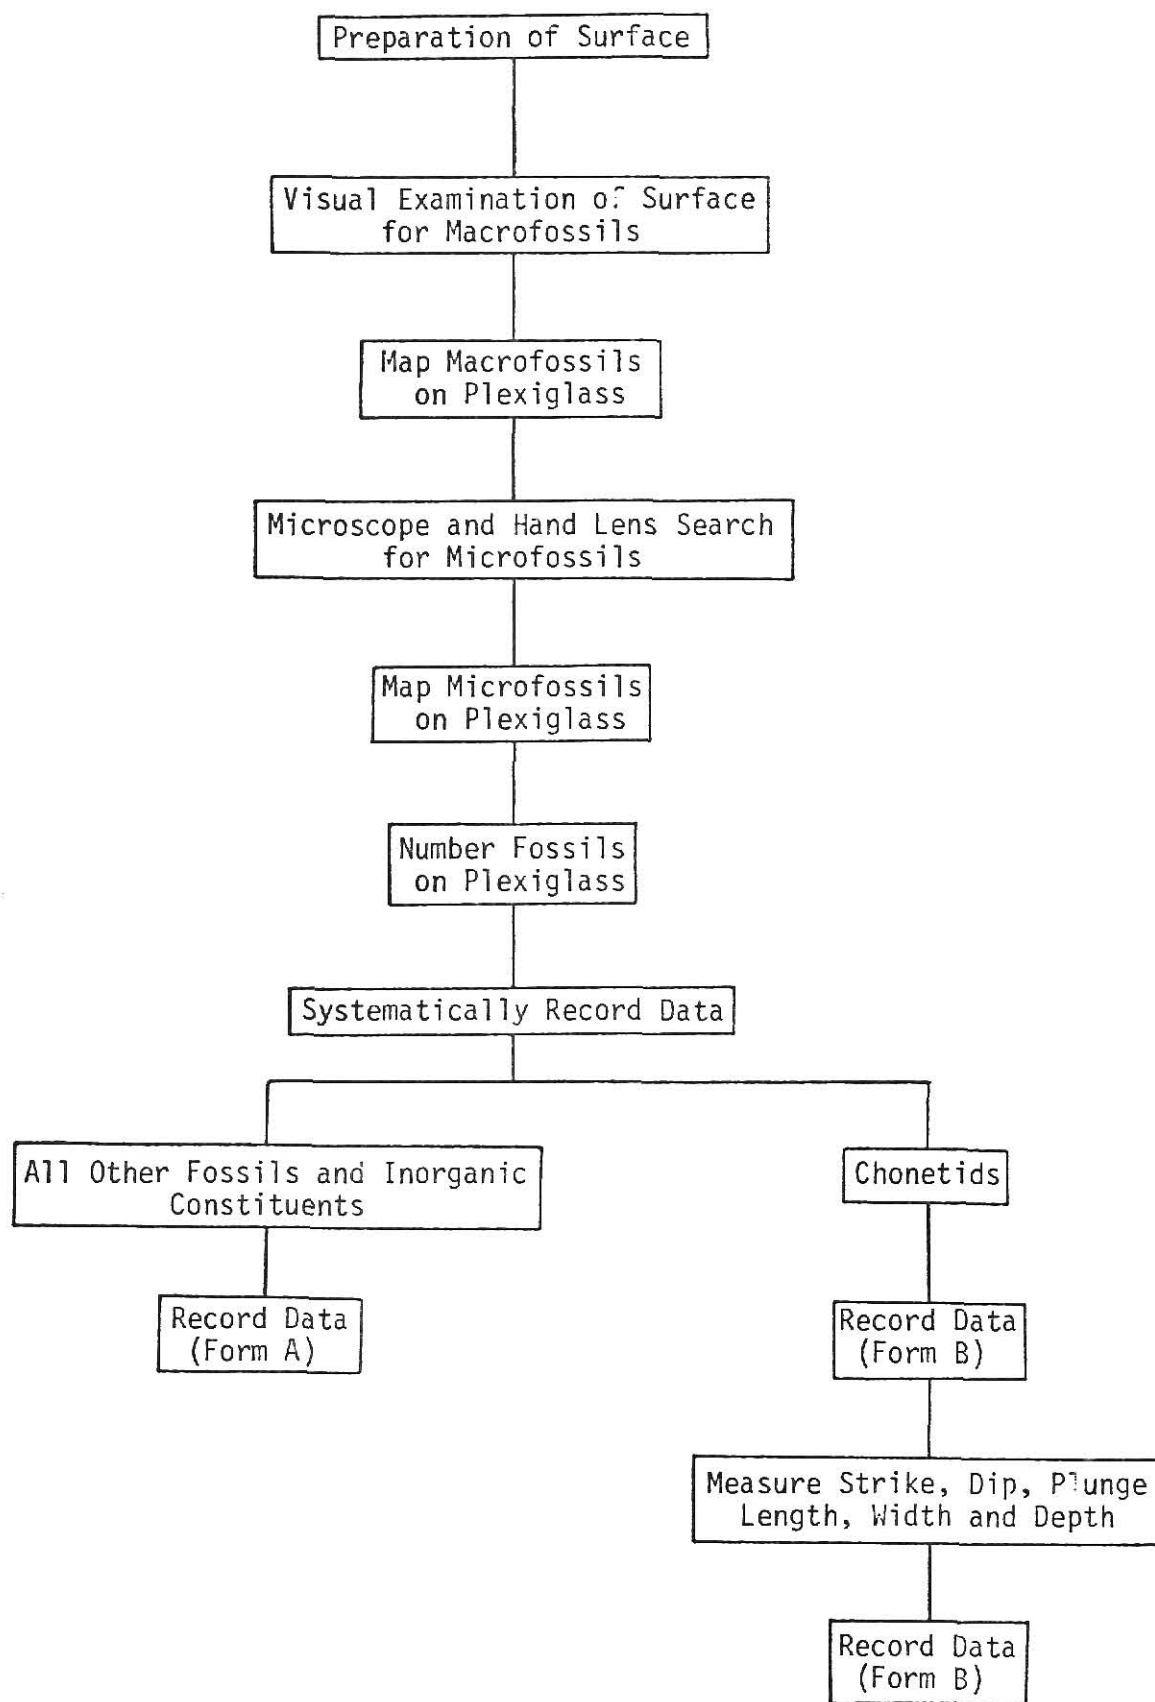 Preparation of Surface
Visual Examination of Surface
for Macrofossils
Map Macrofossils
on Plexiglass
Microscope and Hand Lens Search
for Microfossils
Map Microfossils
on Plexiglass
Number Fossils
on Plexiglass
Systematically Record Data
All Other Fossils and Inorganic
Constituents
Chonetids
Record Data
(Form A)
Record Data
(Form B)
Measure Strike, Dip, Plunge
Length, Width and Depth
Record Data
(Form B)